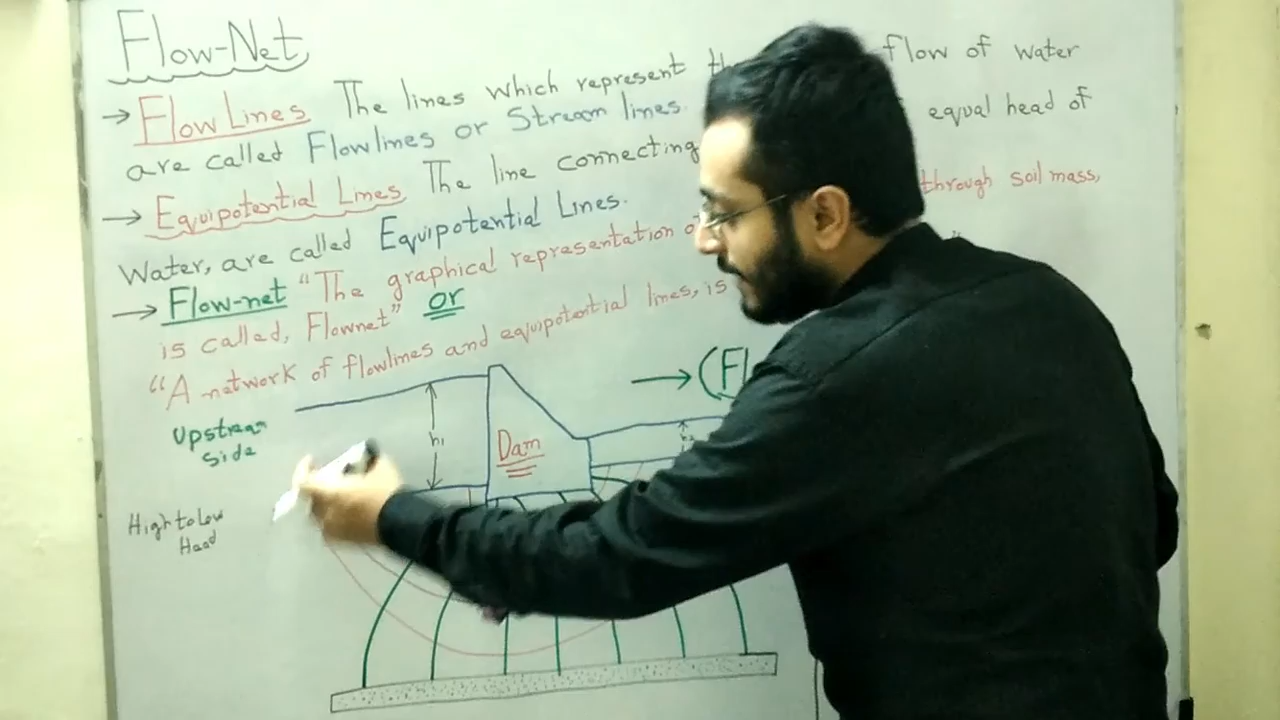 Flow-Net
→ Flow Lines The lines which represent th flow of water
are called Flowlines or Stream lines.
→ Equipotential Lines The line connecting equal head of
Water, are called Equipotential Lines.
→ Flow-net "The graphical representation o through soil mass,
is called, Flownet" or
"A network of flowlines and equipotential lines, is
→ (Fl
Upstream
side
h₁
Dam
h₂
High to Low
Head